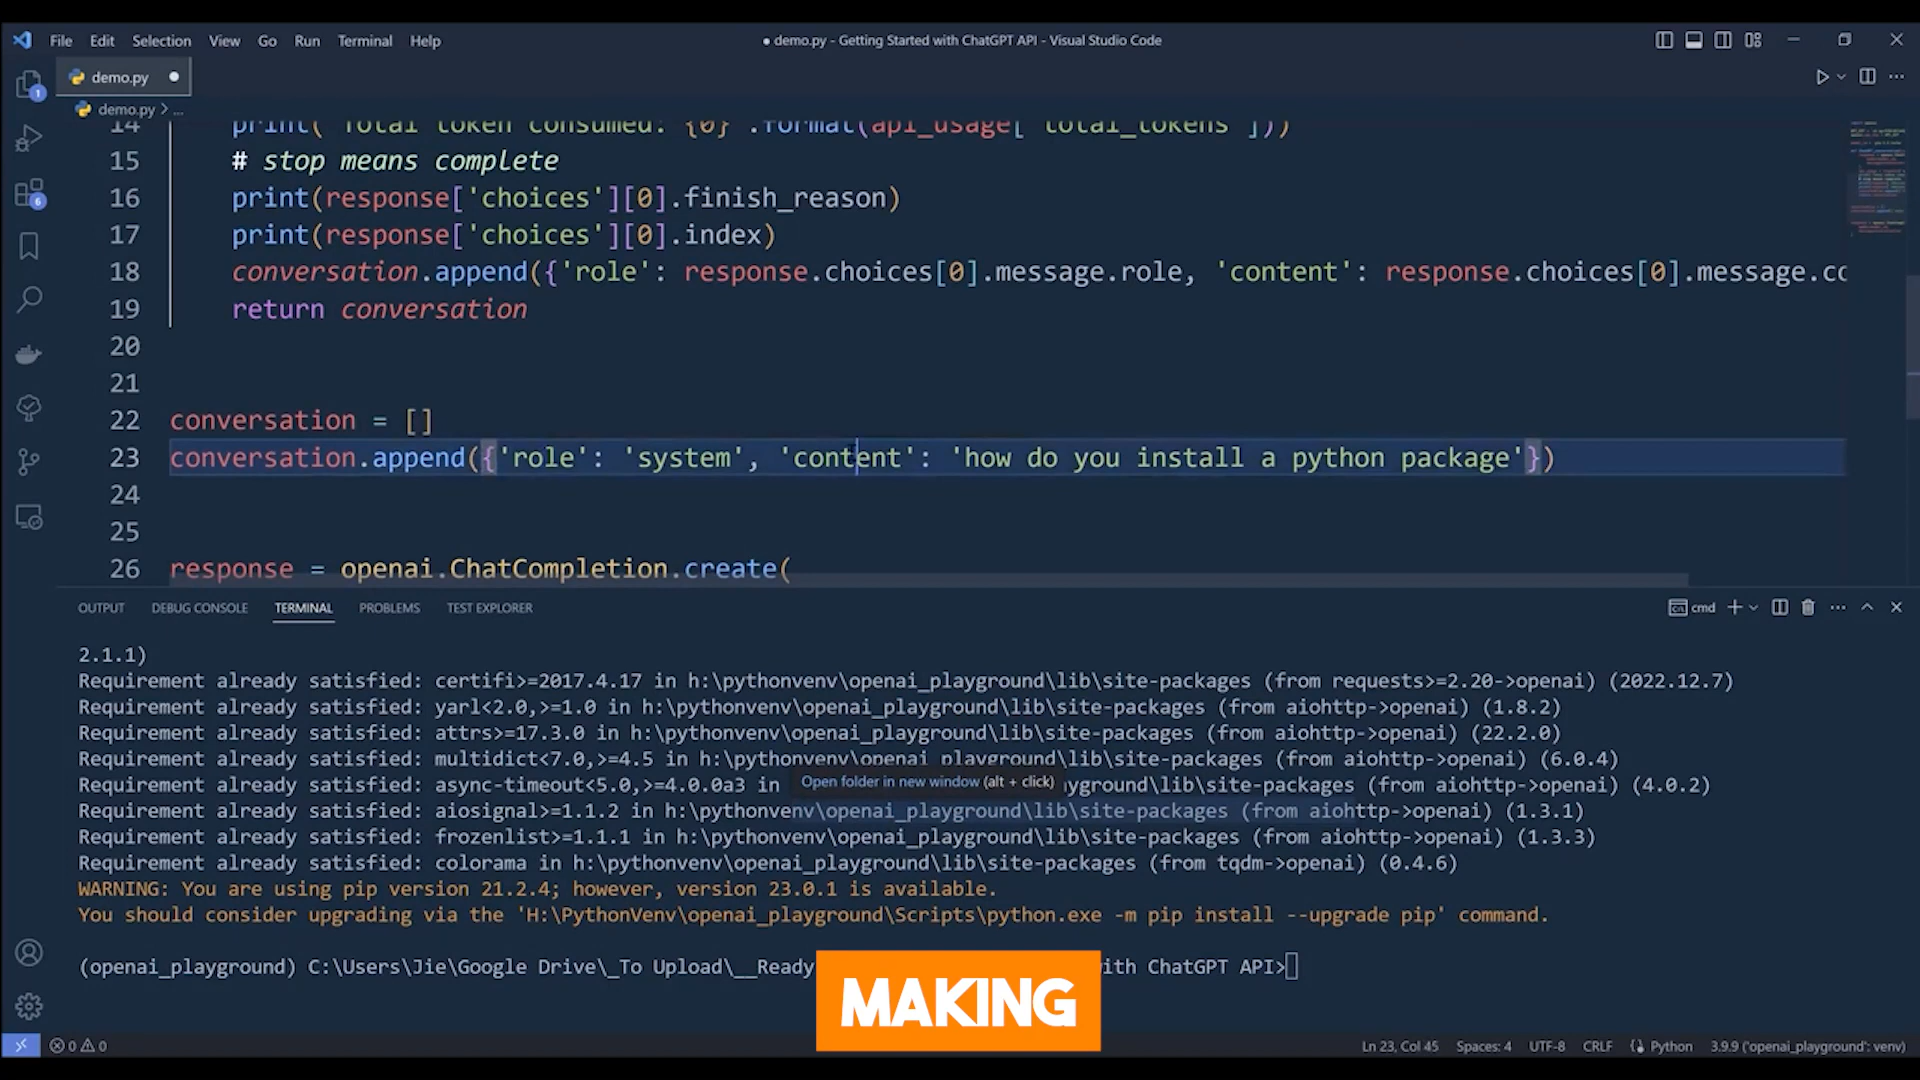 File Edit Selection View Go Run Terminal Help
● demo.py - Getting Started with ChatGPT API - Visual Studio Code
demo.py
demo.py > ...
14 print('Total token consumed: {0}'.format(api_usage['total_tokens']))
15 # stop means complete
16 print(response['choices'][0].finish_reason)
17 print(response['choices'][0].index)
18 conversation.append({'role': response.choices[0].message.role, 'content': response.choices[0].message.co
19 return conversation
20
21
22 conversation = []
23 conversation.append({'role': 'system', 'content': 'how do you install a python package'})
24
25
26 response = openai.ChatCompletion.create(
OUTPUT DEBUG CONSOLE TERMINAL PROBLEMS TEST EXPLORER
cmd
2.1.1)
Requirement already satisfied: certifi>=2017.4.17 in h:\pythonvenv\openai_playground\lib\site-packages (from requests>=2.20->openai) (2022.12.7)
Requirement already satisfied: yarl<2.0,>=1.0 in h:\pythonvenv\openai_playground\lib\site-packages (from aiohttp->openai) (1.8.2)
Requirement already satisfied: attrs>=17.3.0 in h:\pythonvenv\openai_playground\lib\site-packages (from aiohttp->openai) (22.2.0)
Requirement already satisfied: multidict<7.0,>=4.5 in h:\pythonvenv\openai_playground\lib\site-packages (from aiohttp->openai) (6.0.4)
Open folder in new window (alt + click)
Requirement already satisfied: async-timeout<5.0,>=4.0.0a3 in yground\lib\site-packages (from aiohttp->openai) (4.0.2)
Requirement already satisfied: aiosignal>=1.1.2 in h:\pythonvenv\openai_playground\lib\site-packages (from aiohttp->openai) (1.3.1)
Requirement already satisfied: frozenlist>=1.1.1 in h:\pythonvenv\openai_playground\lib\site-packages (from aiohttp->openai) (1.3.3)
Requirement already satisfied: colorama in h:\pythonvenv\openai_playground\lib\site-packages (from tqdm->openai) (0.4.6)
WARNING: You are using pip version 21.2.4; however, version 23.0.1 is available.
You should consider upgrading via the 'H:\PythonVenv\openai_playground\Scripts\python.exe -m pip install --upgrade pip' command.
(openai_playground) C:\Users\Jie\Google Drive\_To Upload\__Ready ith ChatGPT API>
MAKING
0 0 Ln 23, Col 45 Spaces: 4 UTF-8 CRLF Python 3.9.9 ('openai_playground': venv)